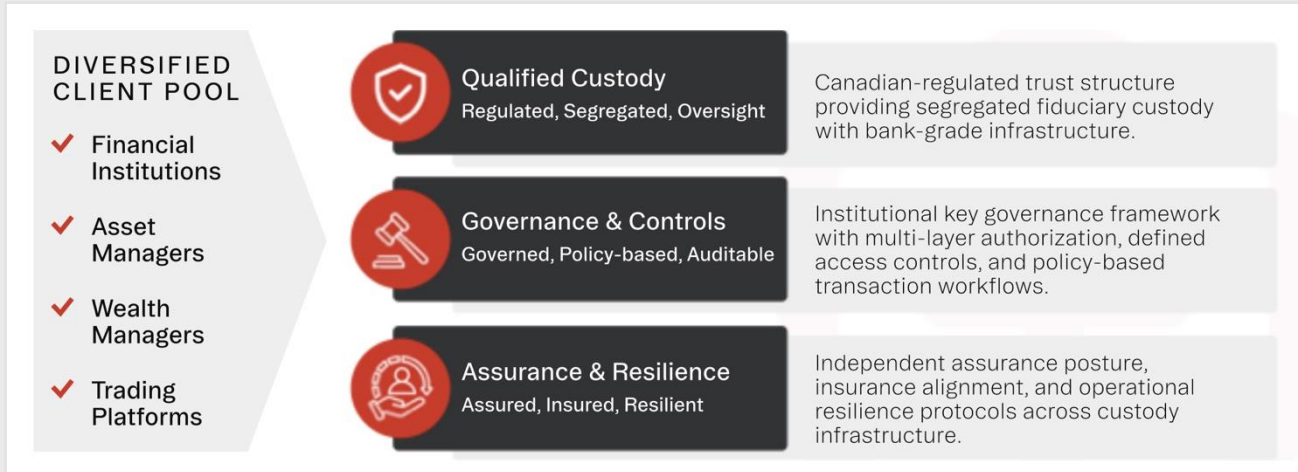 DIVERSIFIED
CLIENT POOL
Financial
Institutions
Asset
Managers
Wealth
Managers
Trading
Platforms
Qualified Custody
Regulated, Segregated, Oversight
Canadian-regulated trust structure
providing segregated fiduciary custody
with bank-grade infrastructure.
Governance & Controls
Governed, Policy-based, Auditable
Institutional key governance framework
with multi-layer authorization, defined
access controls, and policy-based
transaction workflows.
Assurance & Resilience
Assured, Insured, Resilient
Independent assurance posture,
insurance alignment, and operational
resilience protocols across custody
infrastructure.